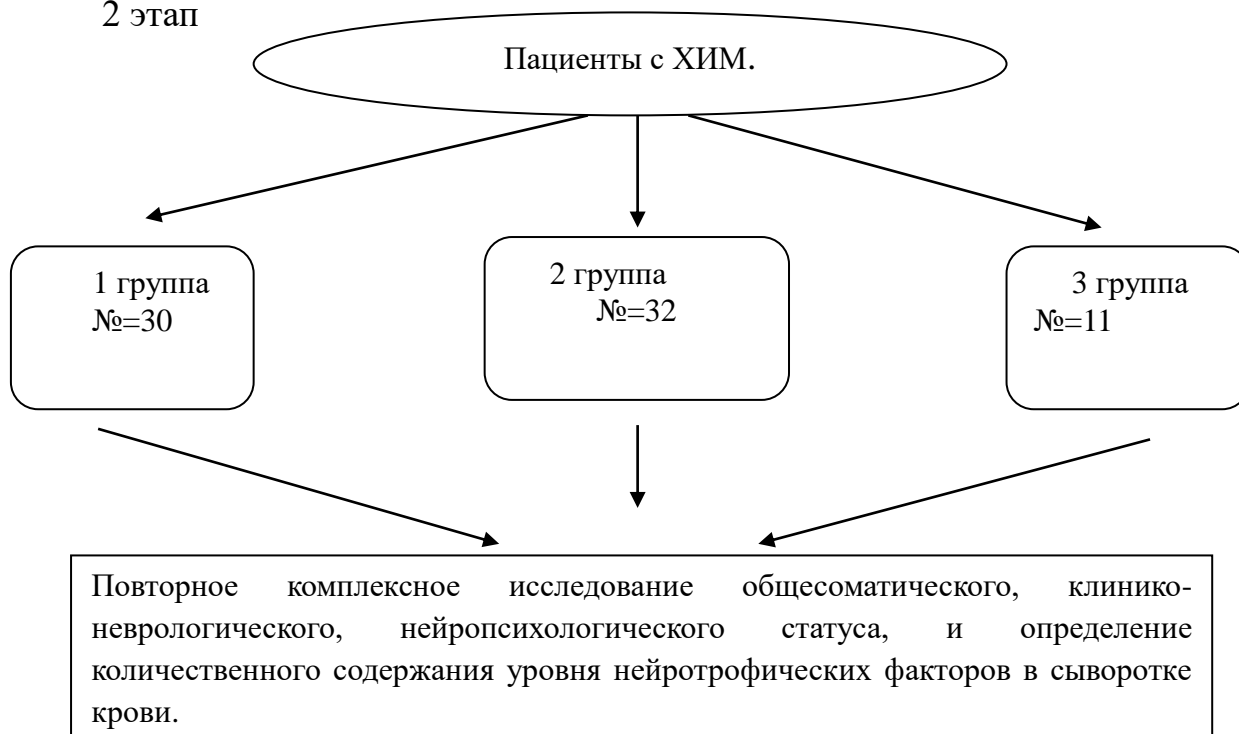 2 этап
Пациенты с ХИМ.
1 группа
№=30
2 группа
№=32
3 группа
№=11
Повторное комплексное исследование общесоматического, клинико-
неврологического, нейропсихологического статуса, и определение
количественного содержания уровня нейротрофических факторов в сыворотке
крови.